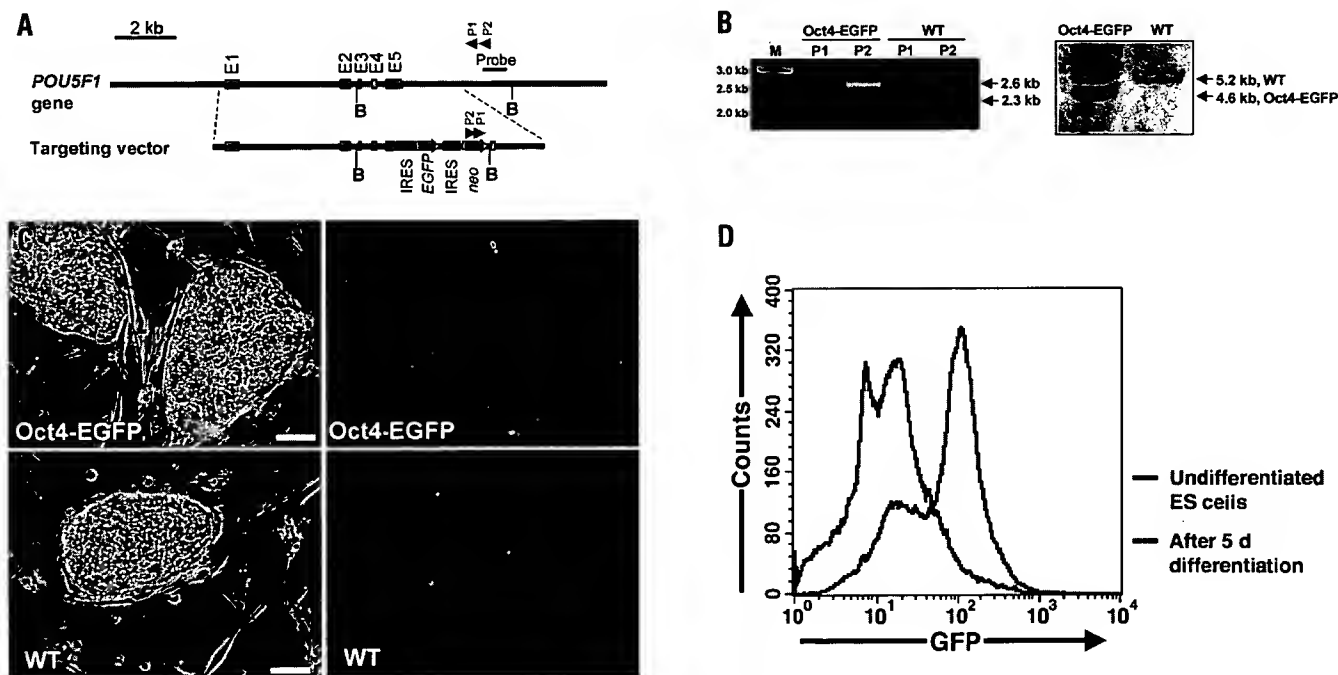 A
2 kb
P1
P2
Probe
E1
E2
E3
E4
E5
POU5F1
gene
B
B
P2
P1
Targeting vector
B
B
IRES
EGFP
IRES
neo
B
Oct4-EGFP
WT
M
P1
P2
P1
P2
3.0 kb
2.5 kb
2.0 kb
2.6 kb
2.3 kb
Oct4-EGFP
WT
5.2 kb, WT
4.6 kb, Oct4-EGFP
C
Oct4-EGFP
Oct4-EGFP
WT
WT
D
400
320
240
160
80
0
Counts
10^0
10^1
10^2
10^3
10^4
GFP
Undifferentiated
ES cells
After 5 d
differentiation